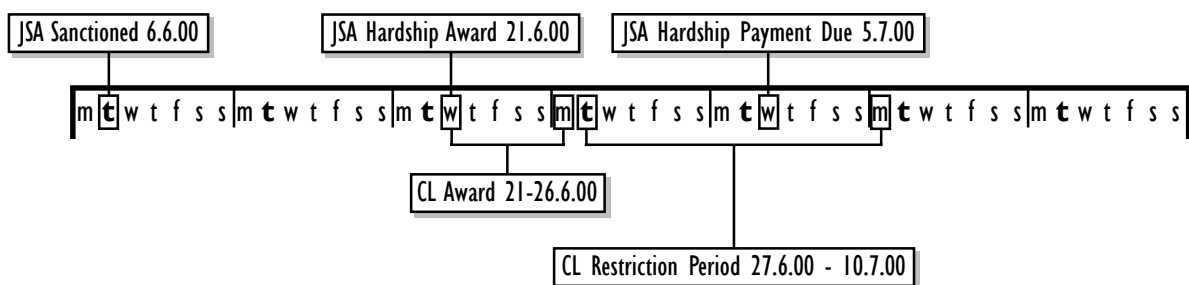 JSA Sanctioned 6.6.00 JSA Hardship Award 21.6.00 JSA Hardship Payment Due 5.7.00
m t w t f s s m t w t f s s m t w t f s s m t w t f s s m t w t f s s m t w t f s s m t w t f s s
CL Award 21-26.6.00
CL Restriction Period 27.6.00 - 10.7.00